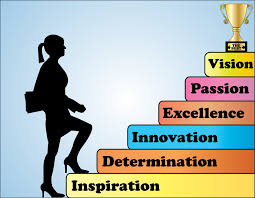 Vision
Passion
Excellence
Innovation
Determination
Inspiration